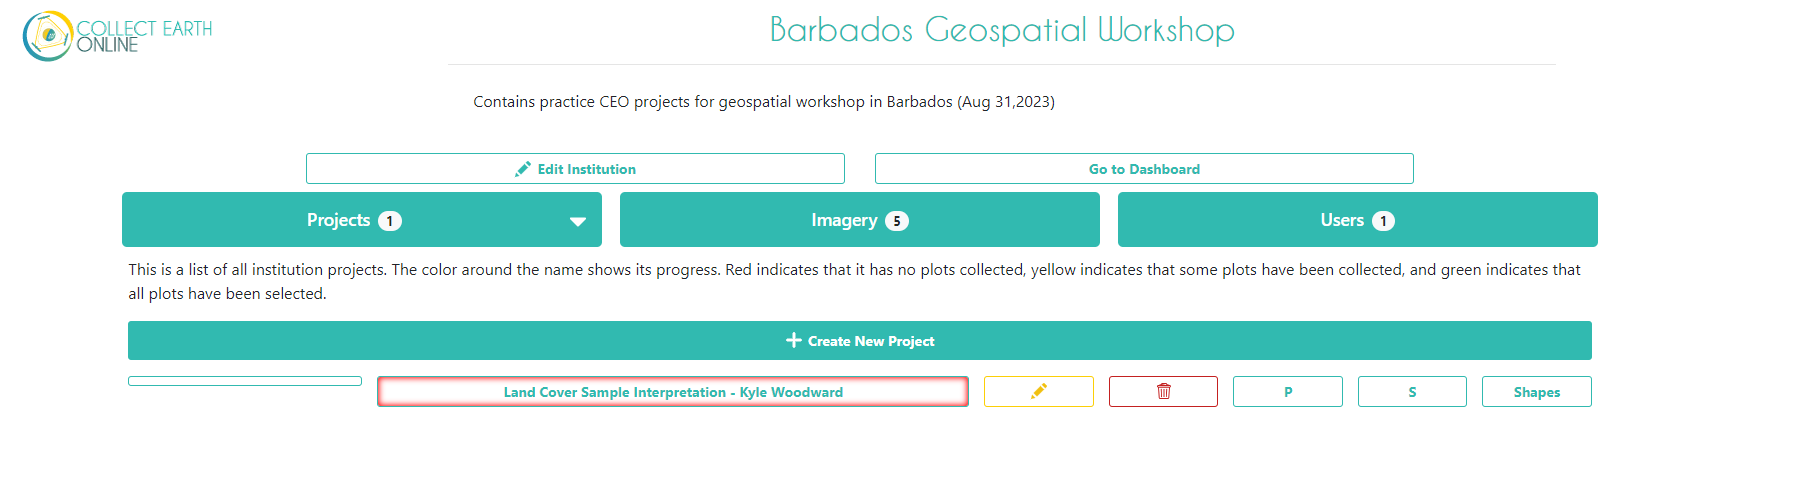 COLLECT EARTH
ONLINE
Barbados Geospatial Workshop
Contains practice CEO projects for geospatial workshop in Barbados (Aug 31,2023)
Edit Institution
Go to Dashboard
Projects 1
Imagery 5
Users 1
This is a list of all institution projects. The color around the name shows its progress. Red indicates that it has no plots collected, yellow indicates that some plots have been collected, and green indicates that
all plots have been selected.
Create New Project
Land Cover Sample Interpretation - Kyle Woodward
P
S
Shapes